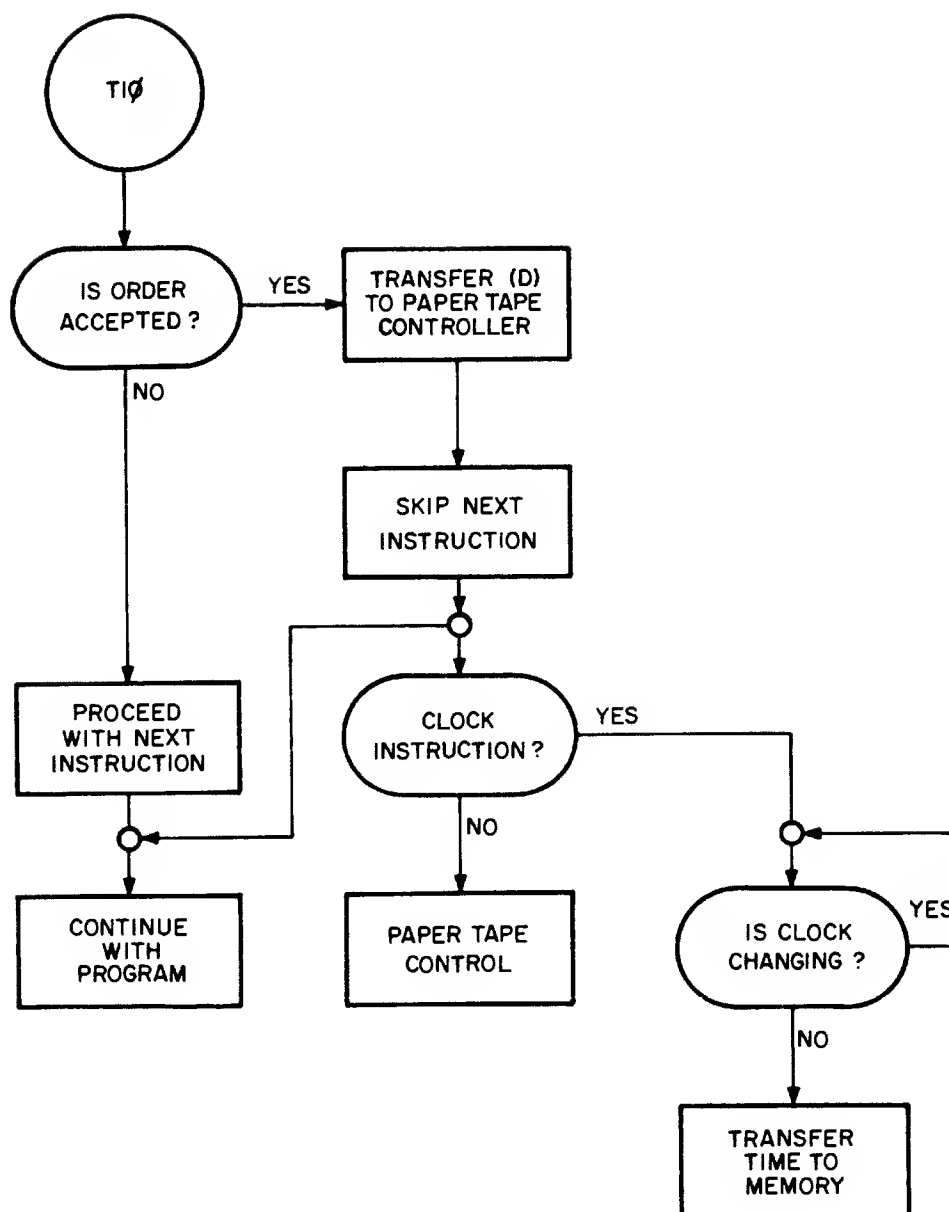 TIØ
IS ORDER
ACCEPTED ?
YES
TRANSFER (D)
TO PAPER TAPE
CONTROLLER
NO
SKIP NEXT
INSTRUCTION
PROCEED
WITH NEXT
INSTRUCTION
CLOCK
INSTRUCTION ?
YES
NO
CONTINUE
WITH
PROGRAM
PAPER TAPE
CONTROL
IS CLOCK
CHANGING ?
YES
NO
TRANSFER
TIME TO
MEMORY